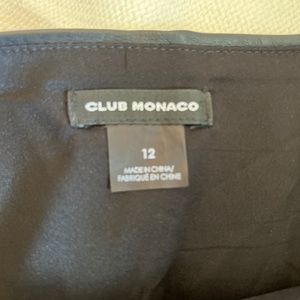 CLUB MONACO
12
MADE IN CHINA/
FABRIQUÉ EN CHINE